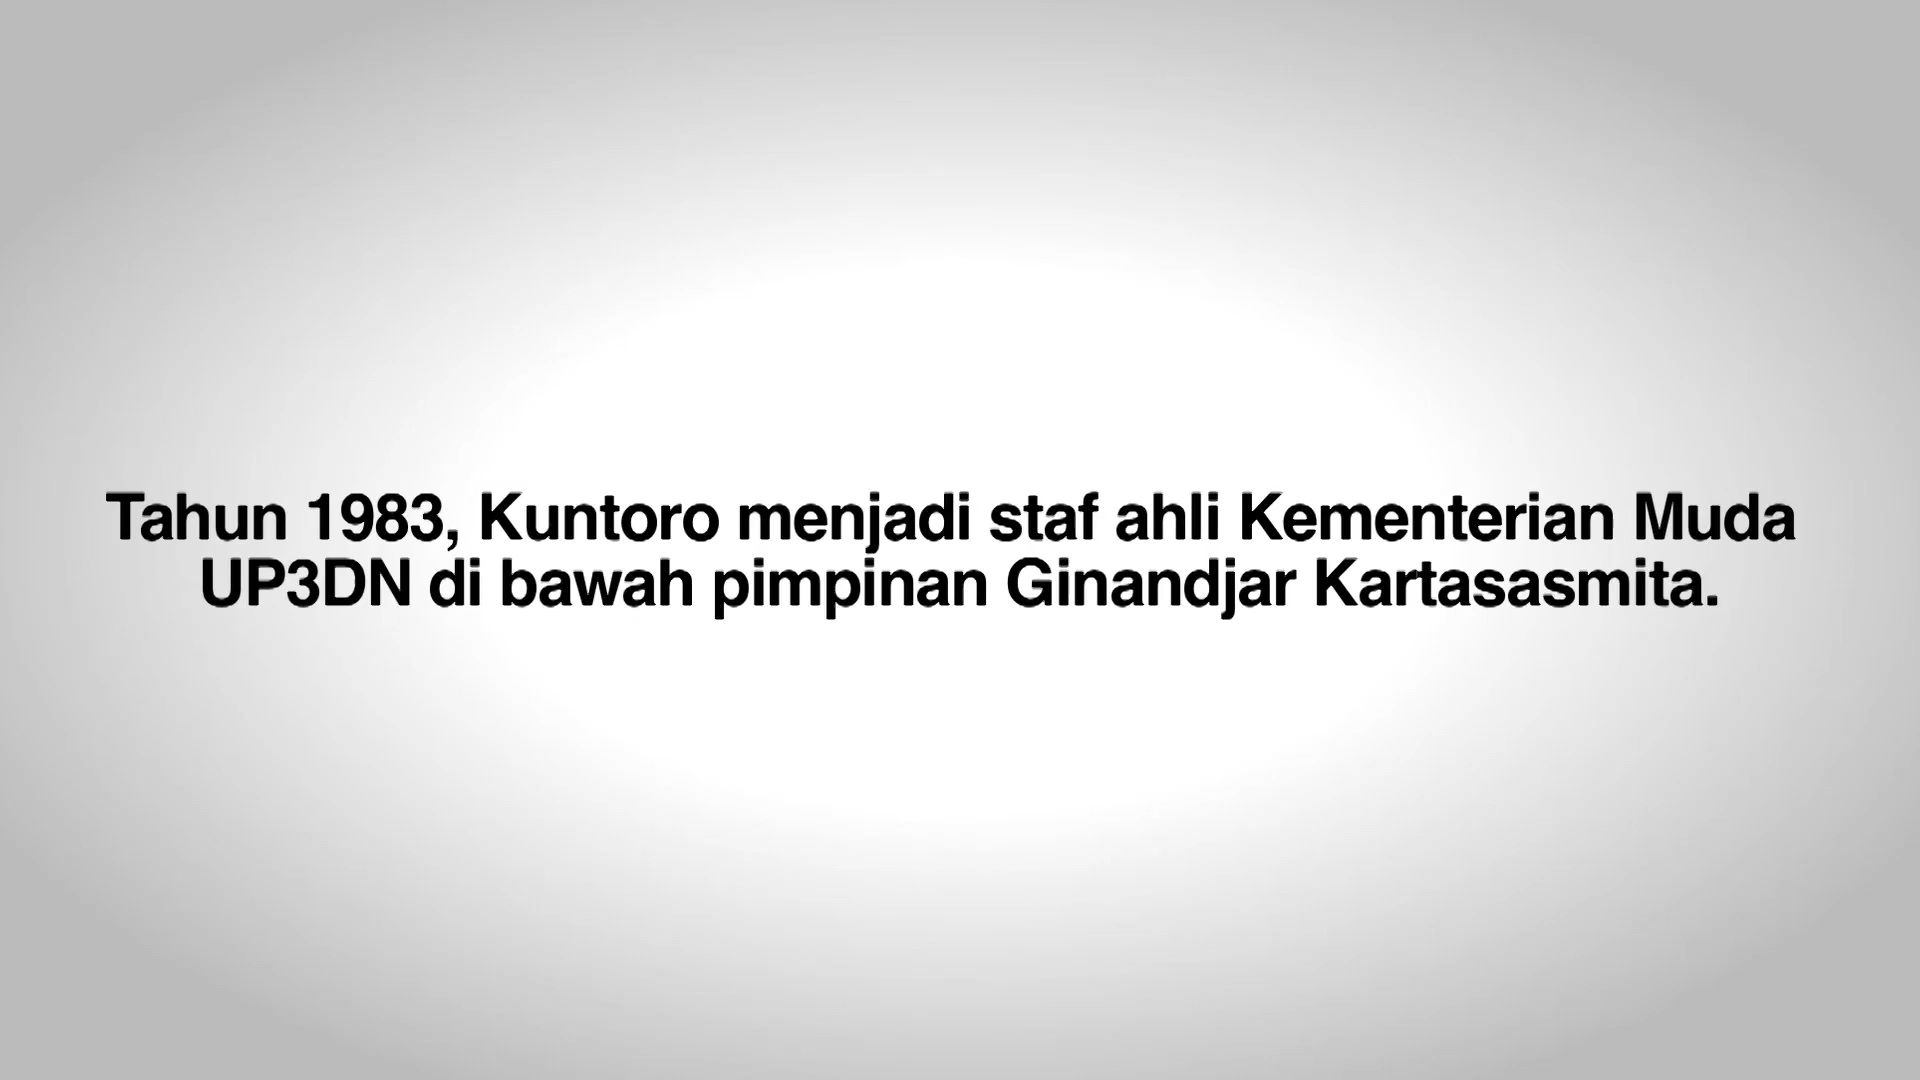 Tahun 1983, Kuntoro menjadi staf ahli Kementerian Muda
UP3DN di bawah pimpinan Ginandjar Kartasasmita.